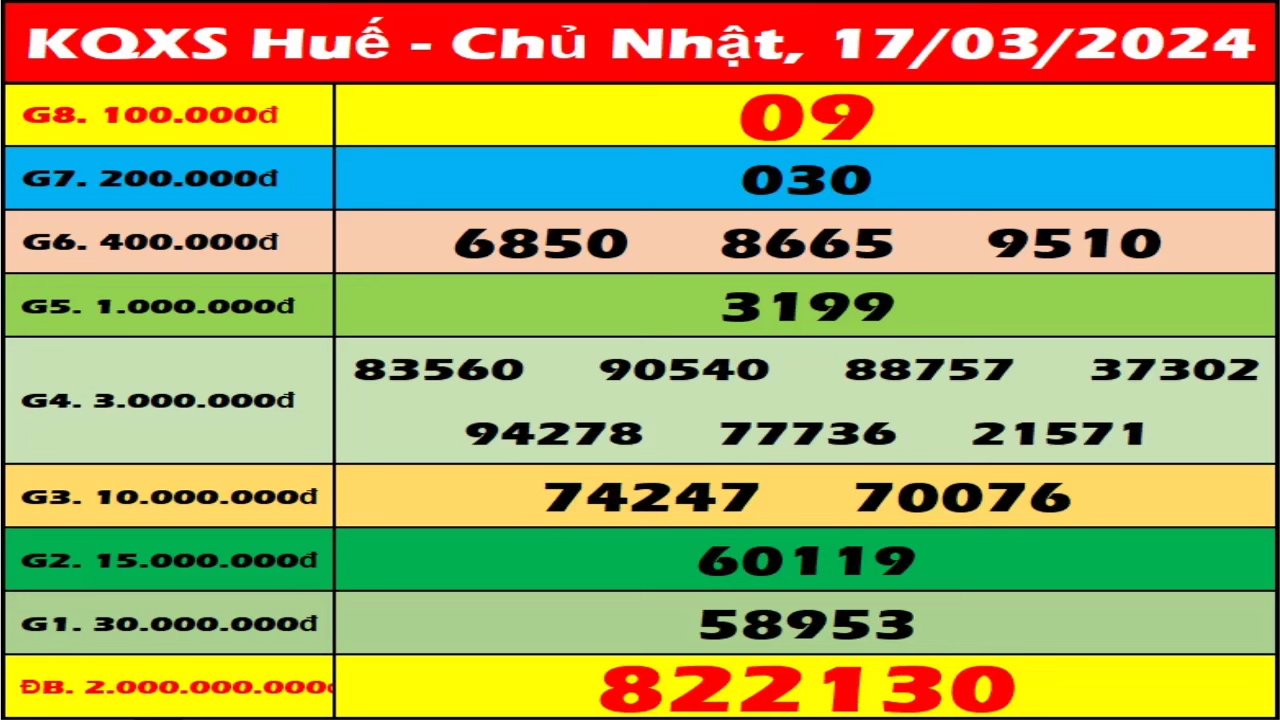 KQXS Huế - Chủ Nhật, 17/03/2024
G8. 100.000đ 09
G7. 200.000đ 030
G6. 400.000đ 6850 8665 9510
G5. 1.000.000đ 3199
G4. 3.000.000đ 83560 90540 88757 37302
94278 77736 21571
G3. 10.000.000đ 74247 70076
G2. 15.000.000đ 60119
G1. 30.000.000đ 58953
ĐB. 2.000.000.000đ 822130